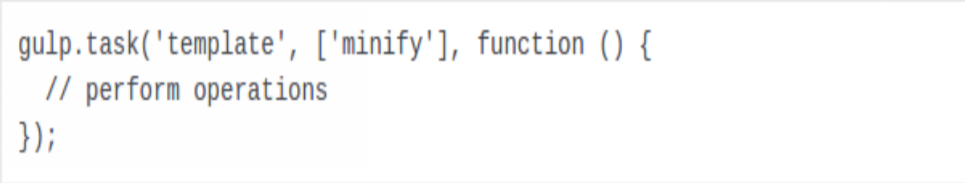 gulp.task('template', ['minify'], function () {
  // perform operations
});